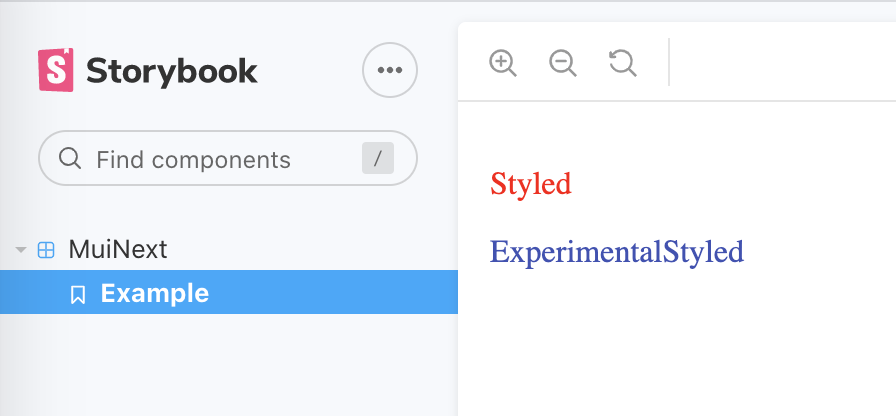 Storybook
Find components
/
MuiNext
Example
Styled
ExperimentalStyled